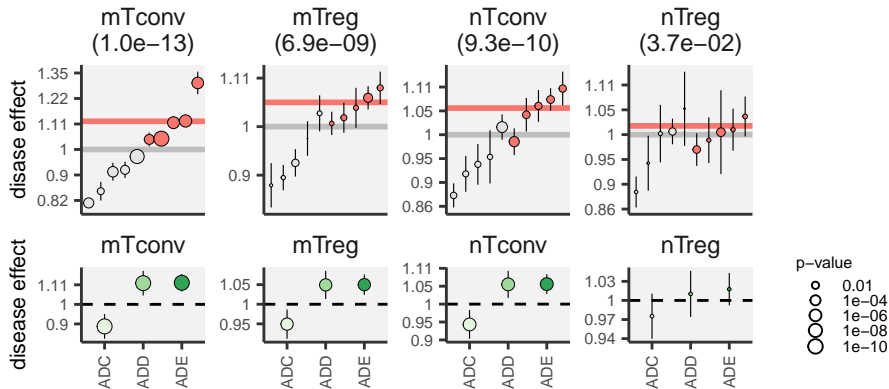 mTconv
(1.0e−13)
mTreg
(6.9e−09)
nTconv
(9.3e−10)
nTreg
(3.7e−02)
disase effect
1.35
1.22
1.11
1
0.9
0.82
1.11
1
0.9
1.11
1.05
1
0.95
0.9
0.86
1.11
1.05
1
0.95
0.9
0.86
mTconv
mTreg
nTconv
nTreg
disease effect
1.11
1
0.9
1.05
1
0.95
1.11
1.05
1
0.95
0.9
1.03
1
0.97
0.94
ADC
ADD
ADE
ADC
ADD
ADE
ADC
ADD
ADE
ADC
ADD
ADE
p−value
0.01
1e−04
1e−06
1e−08
1e−10